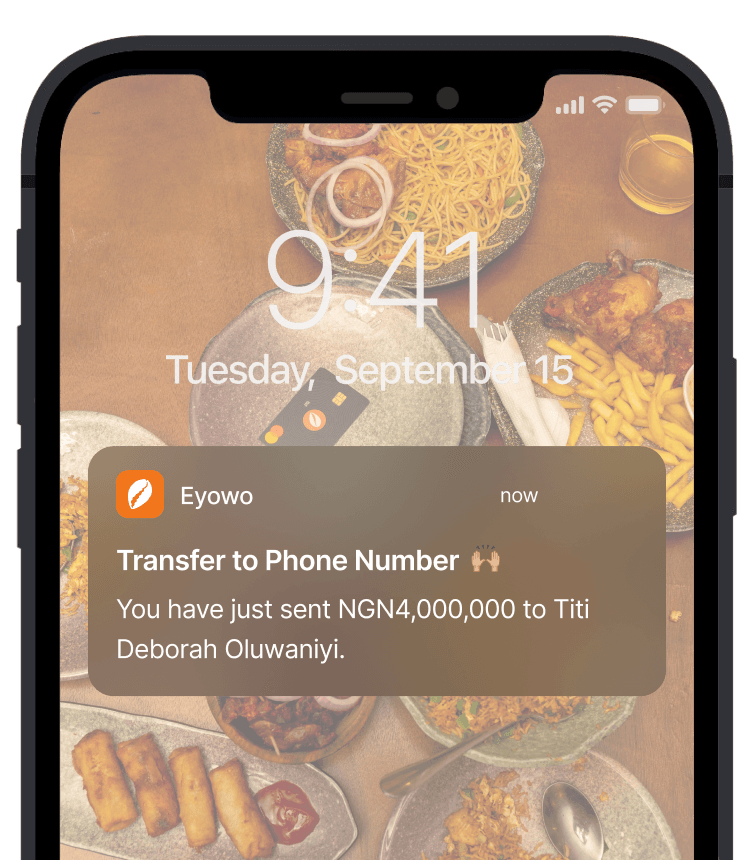 9:41
Tuesday, September 15
Eyowo
now
Transfer to Phone Number 🙌🏽
You have just sent NGN4,000,000 to Titi
Deborah Oluwaniyi.